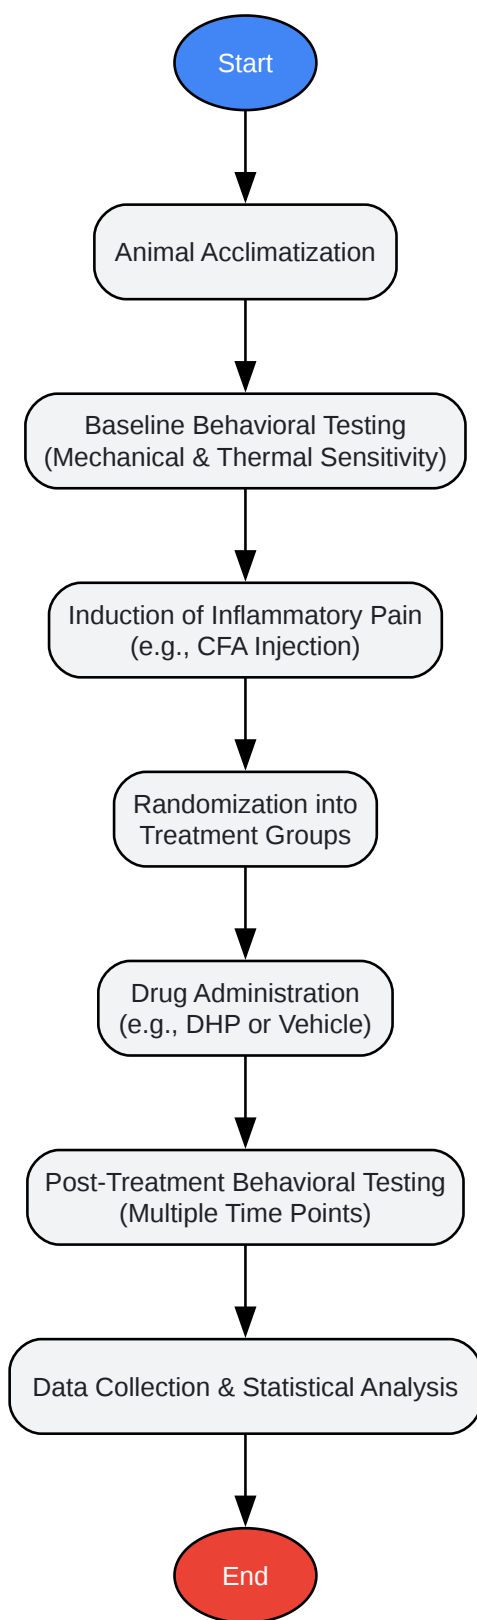 Start
Animal Acclimatization
Baseline Behavioral Testing
(Mechanical & Thermal Sensitivity)
Induction of Inflammatory Pain
(e.g., CFA Injection)
Randomization into
Treatment Groups
Drug Administration
(e.g., DHP or Vehicle)
Post-Treatment Behavioral Testing
(Multiple Time Points)
Data Collection & Statistical Analysis
End